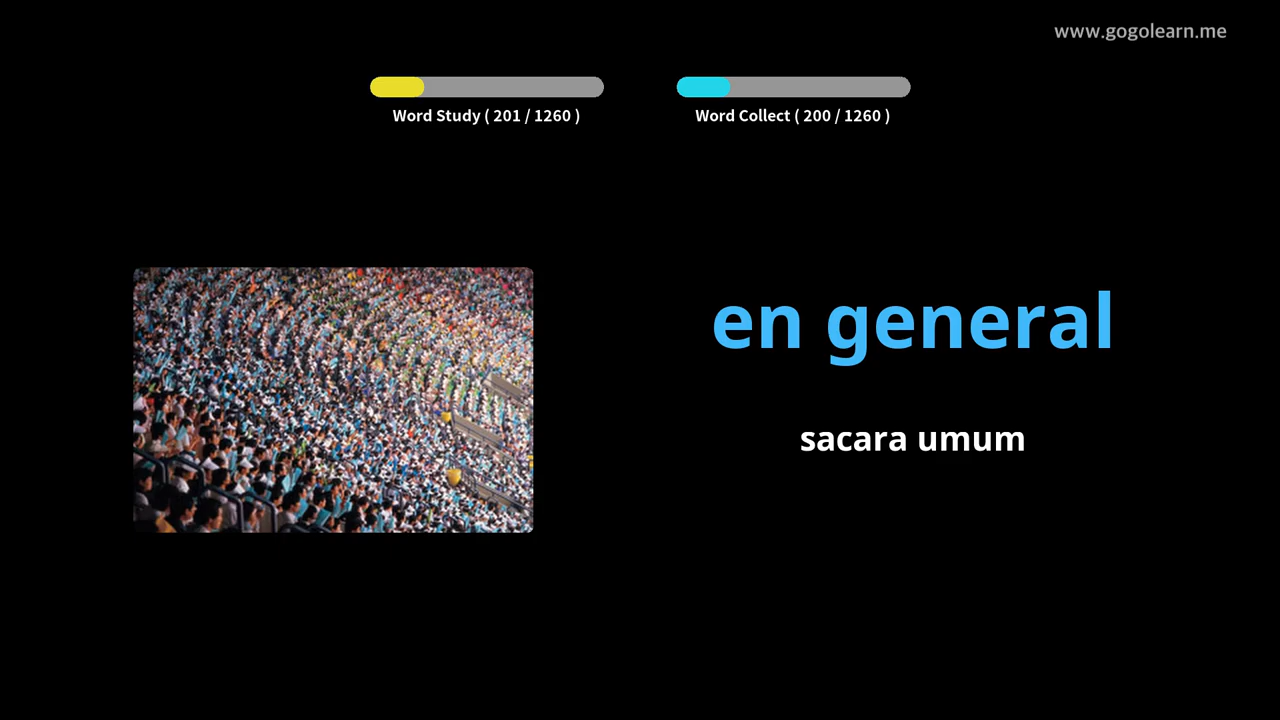 www.gogolearn.me
Word Study ( 201 / 1260 )
Word Collect ( 200 / 1260 )
en general
sacara umum